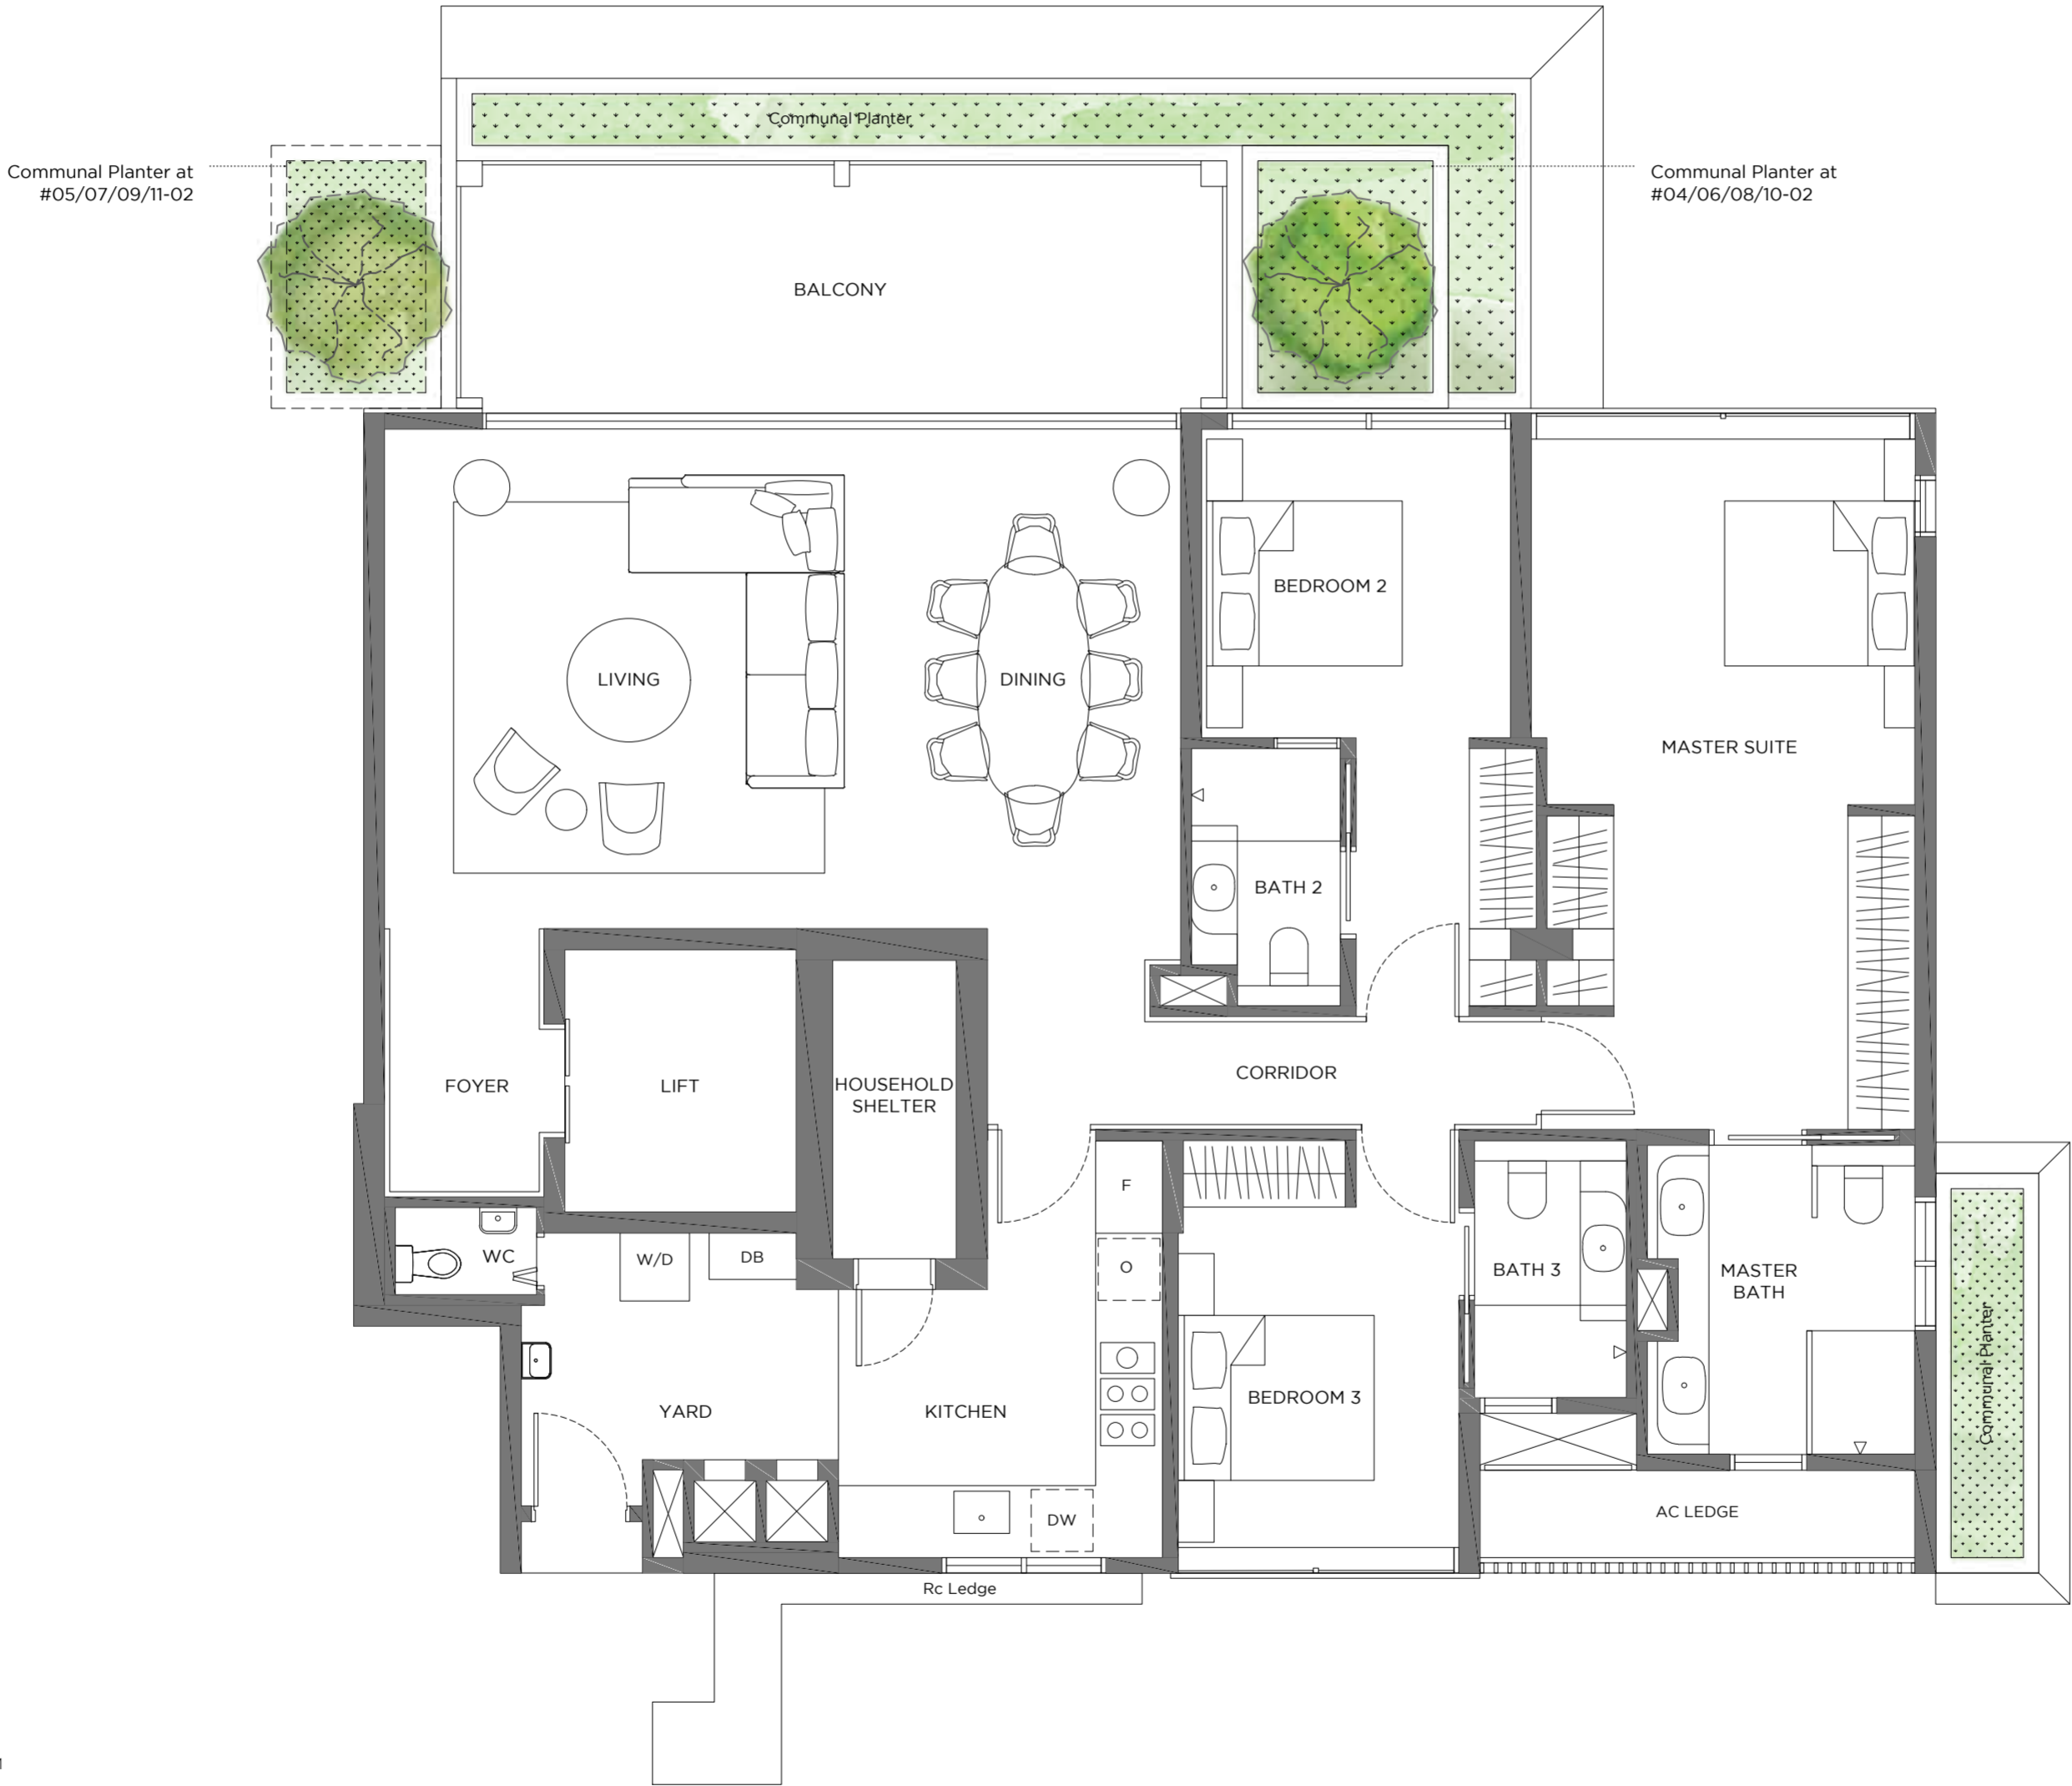 Communal Planter
Communal Planter at
#05/07/09/11-02
Communal Planter at
#04/06/08/10-02
BALCONY
BEDROOM 2
LIVING
DINING
MASTER SUITE
BATH 2
FOYER
LIFT
HOUSEHOLD
SHELTER
CORRIDOR
F
WC
W/D
DB
O
BATH 3
MASTER
BATH
Communal Planter
YARD
KITCHEN
BEDROOM 3
DW
AC LEDGE
Rc Ledge